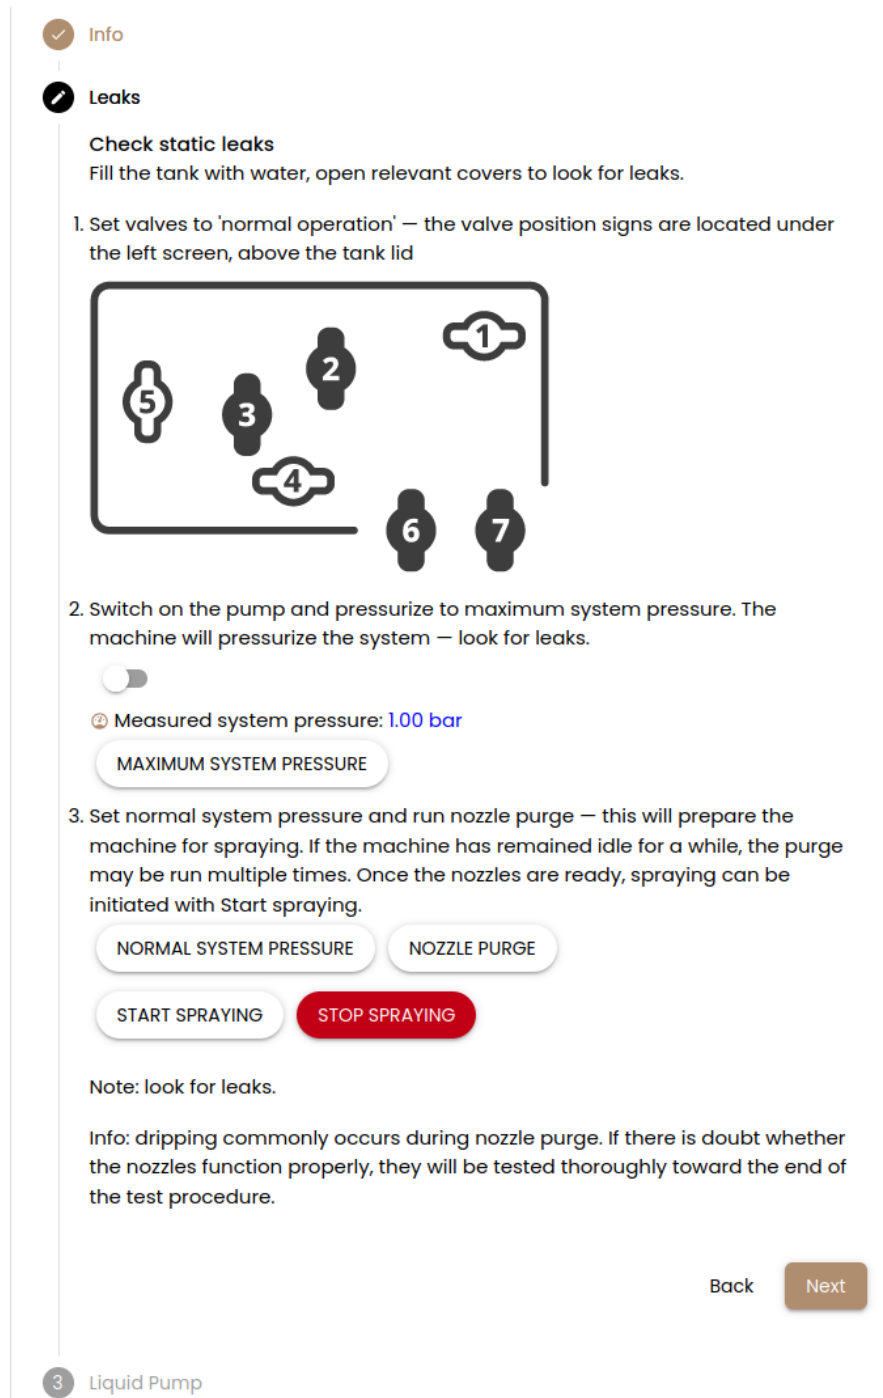 Info
Leaks
Check static leaks
Fill the tank with water, open relevant covers to look for leaks.
1. Set valves to 'normal operation' — the valve position signs are located under
the left screen, above the tank lid
1
2
5
3
4
6
7
2. Switch on the pump and pressurize to maximum system pressure. The
machine will pressurize the system — look for leaks.
Measured system pressure: 1.00 bar
MAXIMUM SYSTEM PRESSURE
3. Set normal system pressure and run nozzle purge — this will prepare the
machine for spraying. If the machine has remained idle for a while, the purge
may be run multiple times. Once the nozzles are ready, spraying can be
initiated with Start spraying.
NORMAL SYSTEM PRESSURE NOZZLE PURGE
START SPRAYING STOP SPRAYING
Note: look for leaks.
Info: dripping commonly occurs during nozzle purge. If there is doubt whether
the nozzles function properly, they will be tested thoroughly toward the end of
the test procedure.
Back Next
3 Liquid Pump